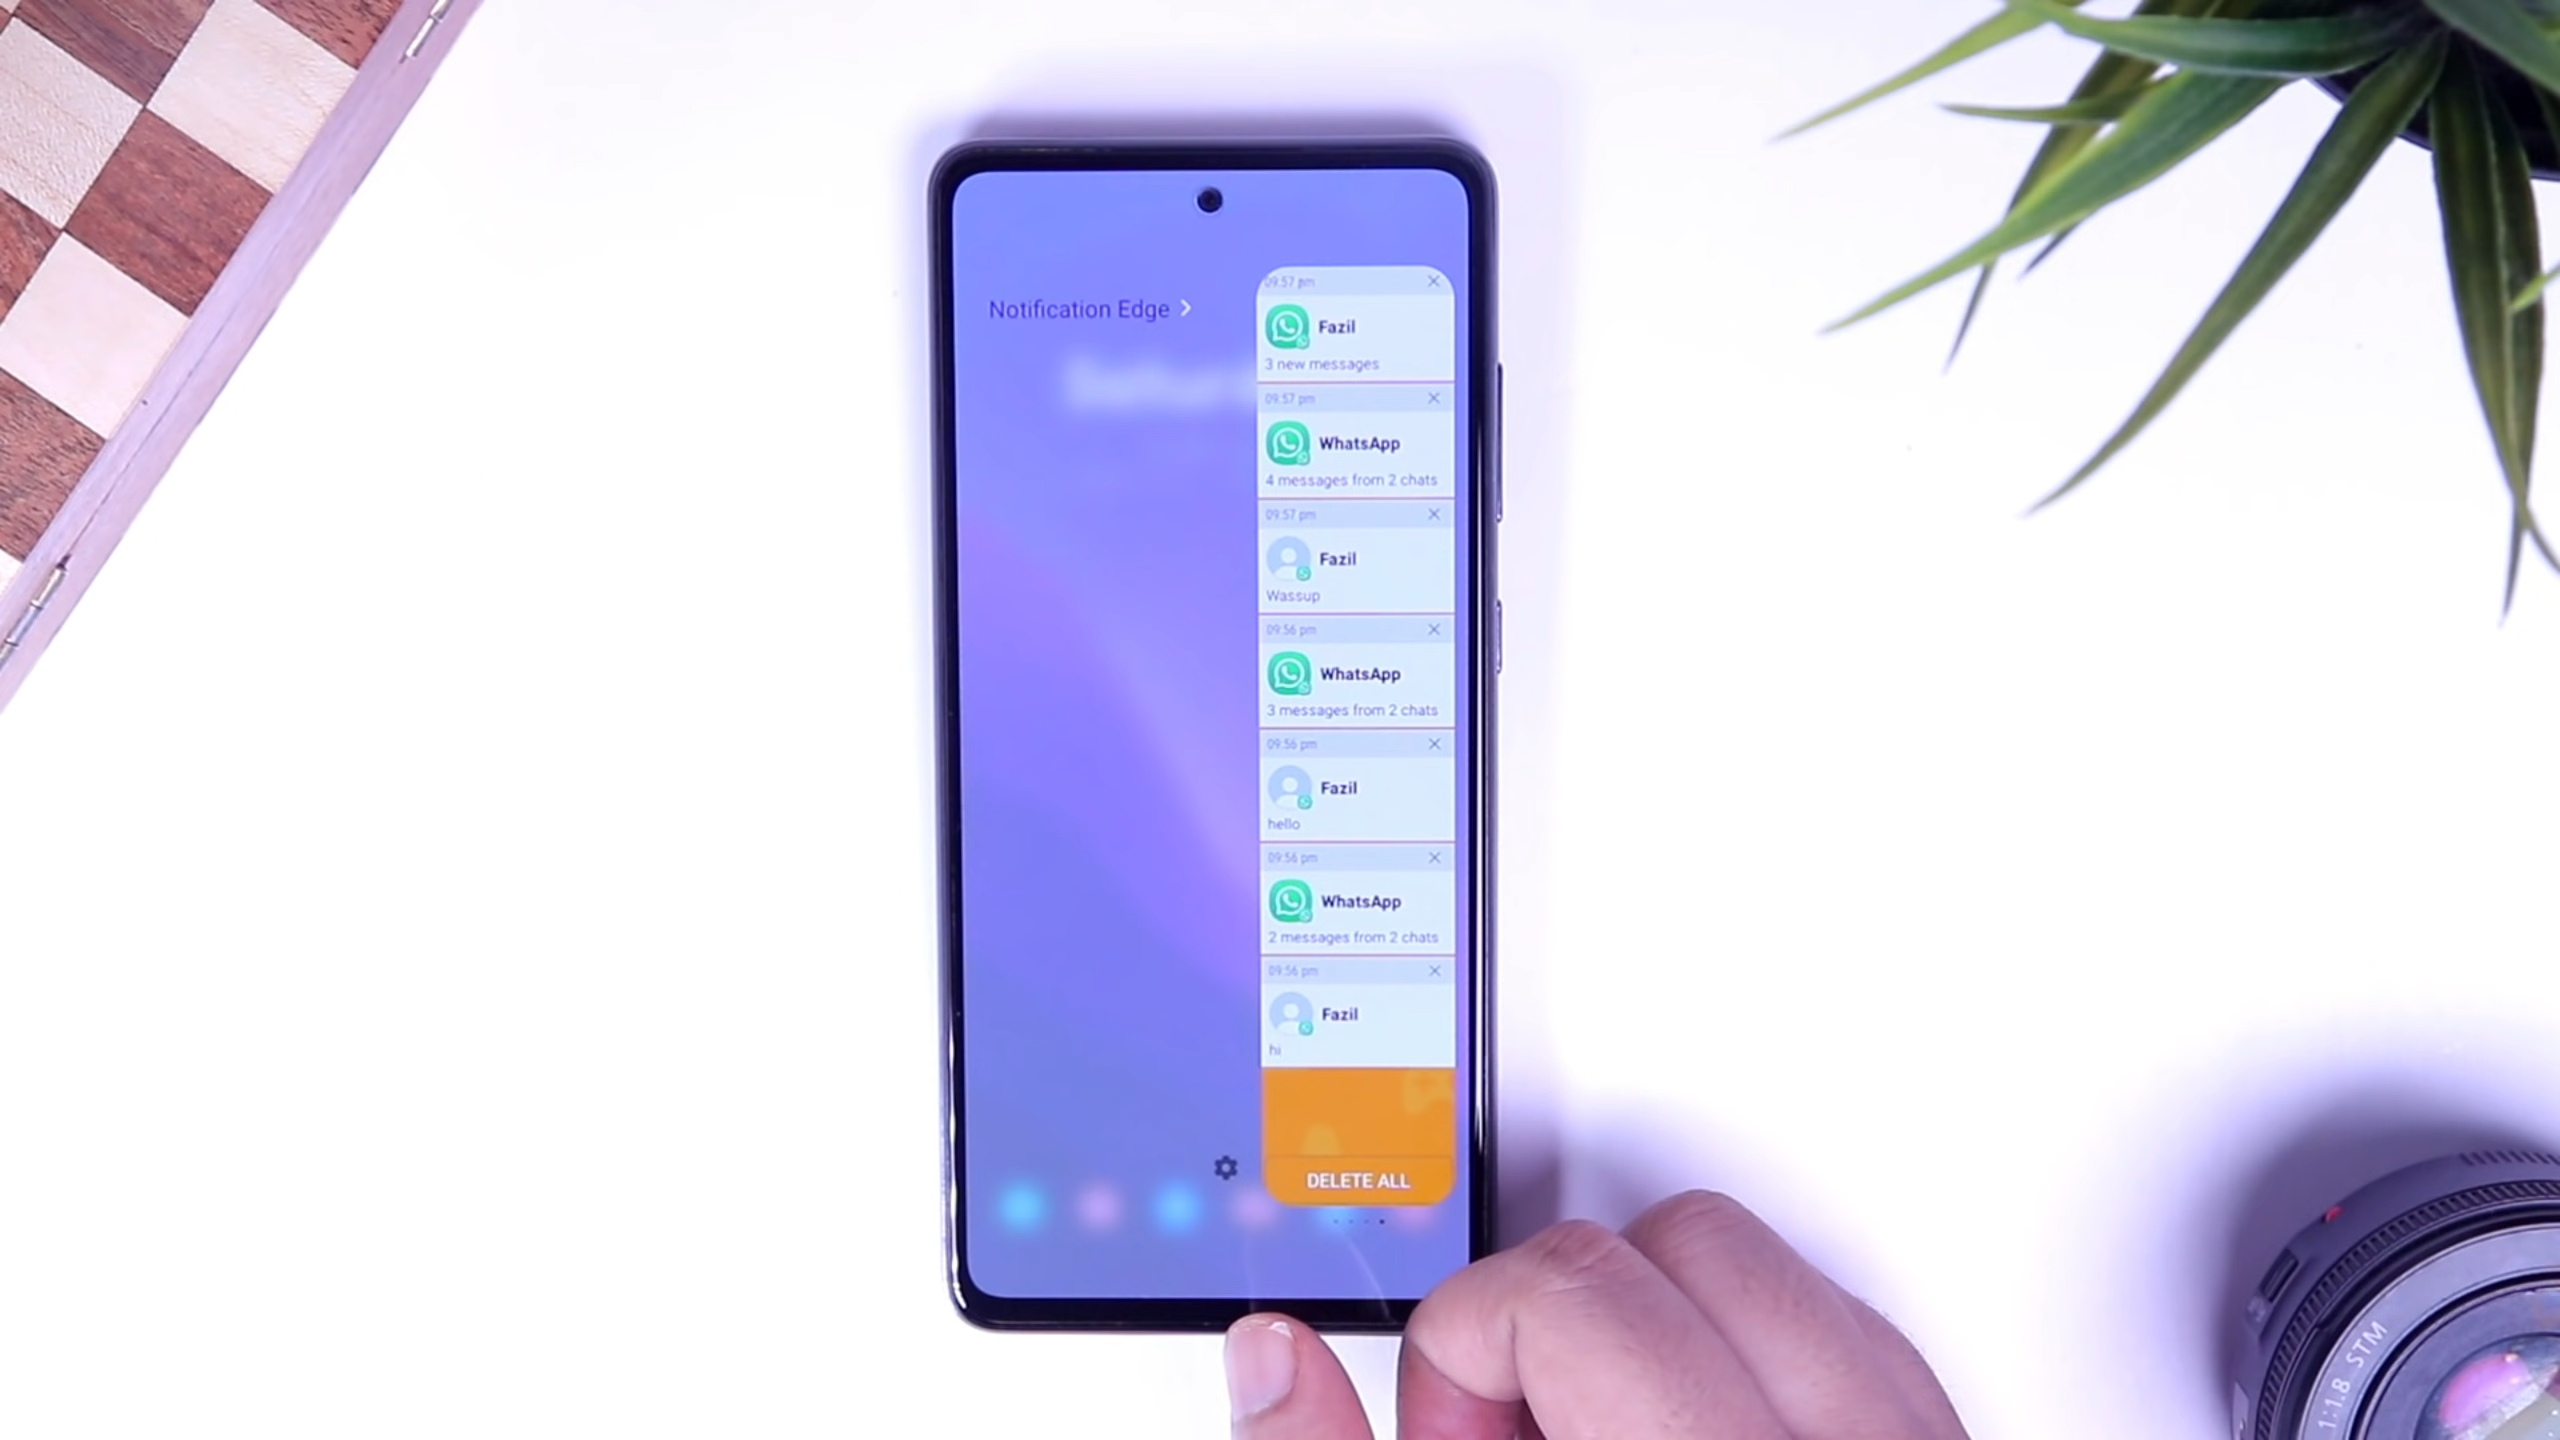 Notification Edge
09:57 pm
Fazil
3 new messages
09:57 pm
WhatsApp
4 messages from 2 chats
09:57 pm
Fazil
Wassup
09:56 pm
WhatsApp
3 messages from 2 chats
09:56 pm
Fazil
hello
09:56 pm
WhatsApp
2 messages from 2 chats
09:56 pm
Fazil
hi
DELETE ALL
1:1.8 STM